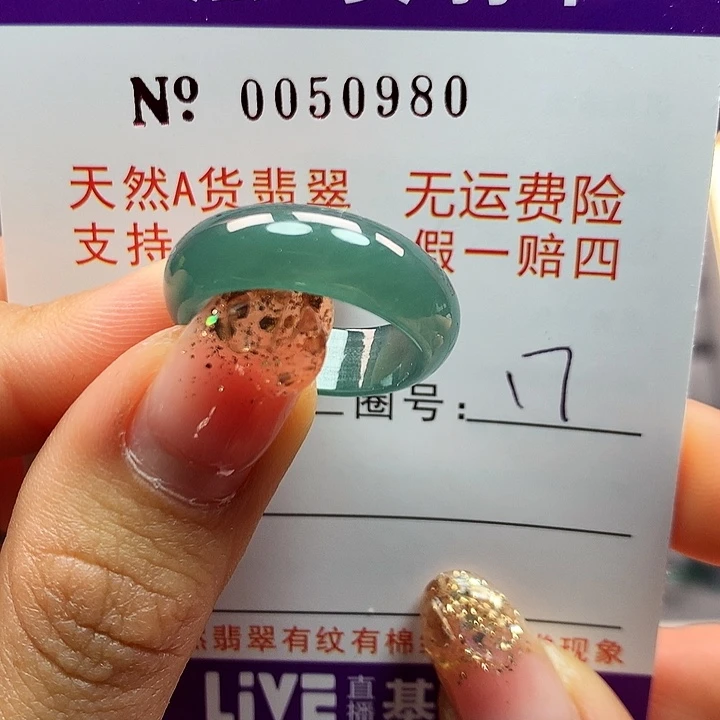 No 0050980
天然A货翡翠 无运费险
支持 假一赔四
圈号: 17
翡翠有纹有棉 现象
LiVE 直播 基